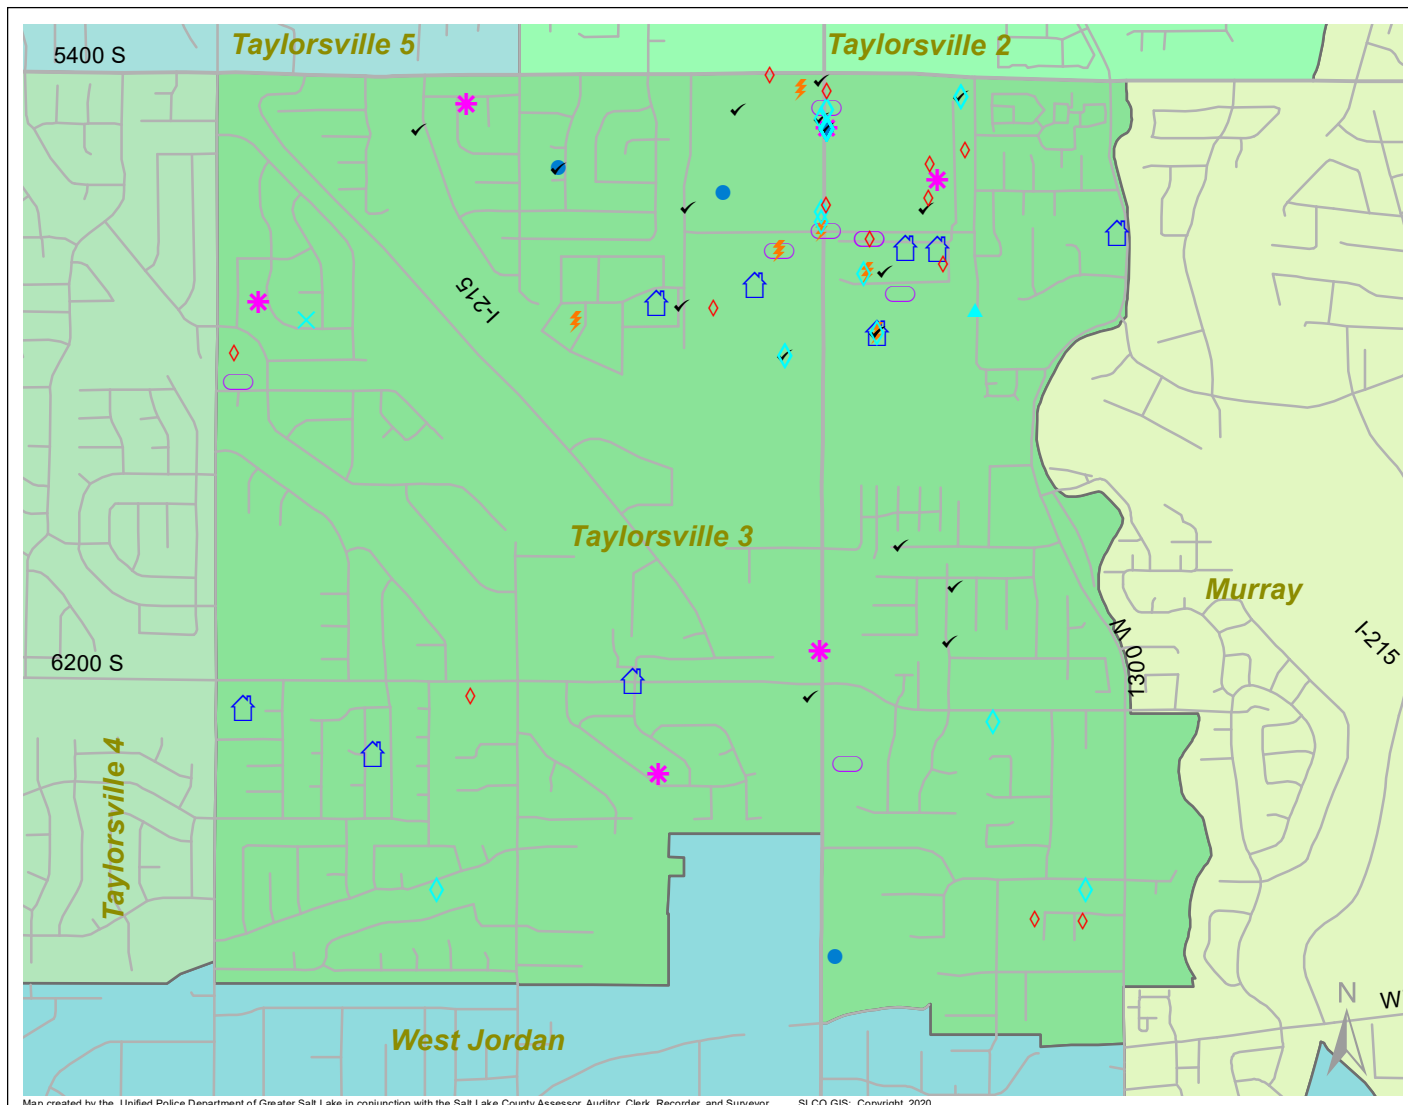 Taylorsville 5
Taylorsville 2
5400 S
I-215
Taylorsville 3
Murray
I-215
1300 W
6200 S
Taylorsville 4
N
W
West Jordan
Map created by the Unified Police Department of Greater Salt Lake in conjunction with the Salt Lake County Assessor, Auditor, Clerk, Recorder, and Surveyor. SLCO GIS: Copyright, 2020